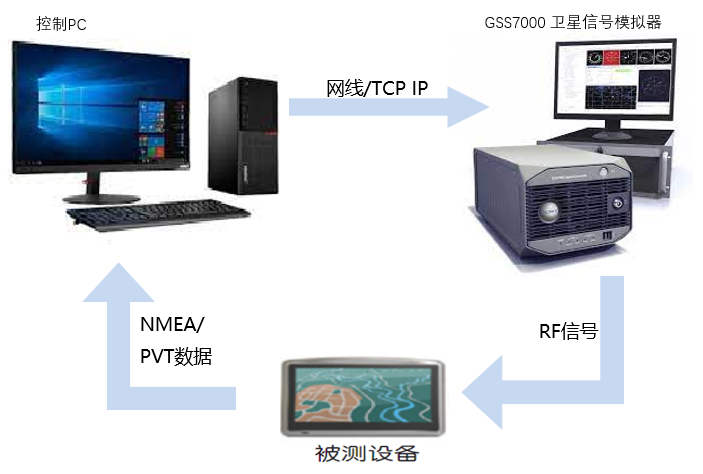 控制PC
GSS7000 卫星信号模拟器
网线/TCP IP
NMEA/
PVT数据
RF信号
被测设备